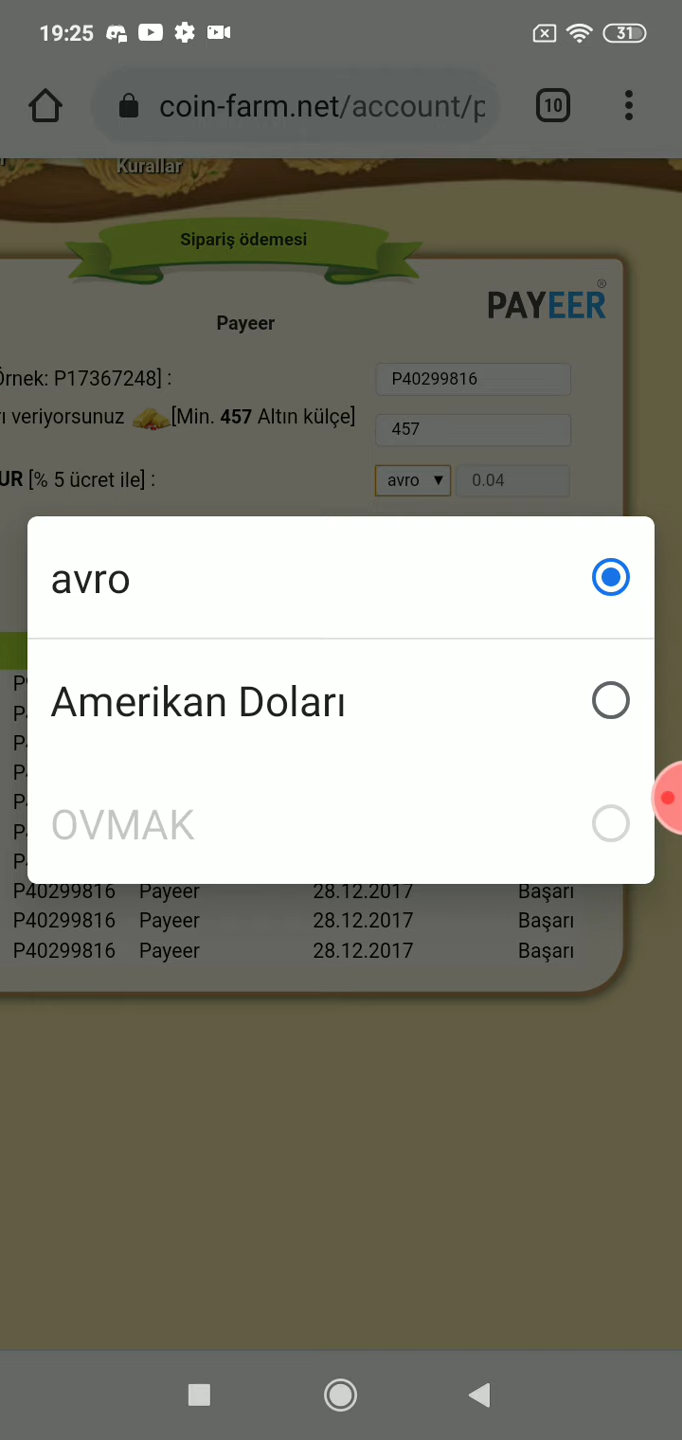 19:25
31
coin-farm.net/account/p
10
Kurallar
Sipariş ödemesi
PAYEER®
Payeer
Örnek: P17367248] :
P40299816
ı veriyorsunuz [Min. 457 Altın külçe]
457
UR [% 5 ücret ile] :
avro ▼
0.04
avro
Amerikan Doları
OVMAK
P40299816 Payeer 28.12.2017 Başarı
P40299816 Payeer 28.12.2017 Başarı
P40299816 Payeer 28.12.2017 Başarı